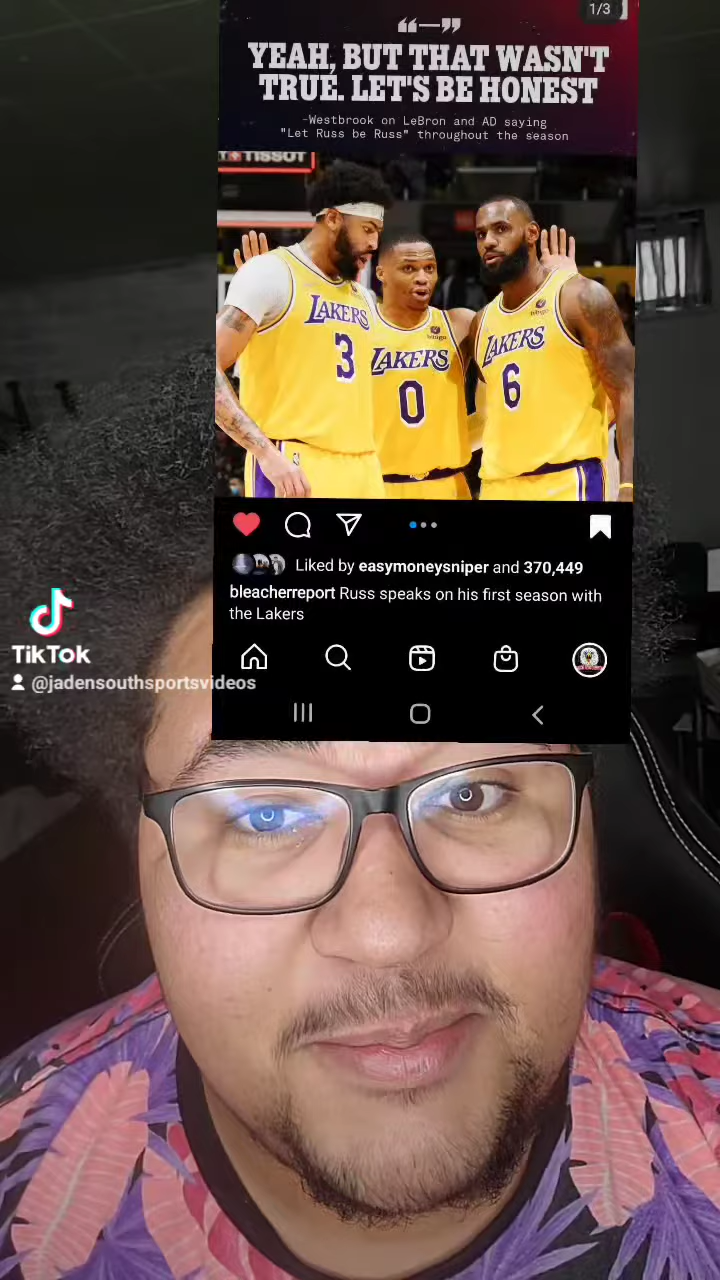 1/3
YEAH, BUT THAT WASN'T
TRUE. LET'S BE HONEST
-Westbrook on LeBron and AD saying
"Let Russ be Russ" throughout the season
TISSOT
LAKERS
3
bibigo
LAKERS
0
bibigo
LAKERS
6
Liked by easymoneysniper and 370,449
bleacherreport Russ speaks on his first season with
the Lakers
TikTok
@jadensouthsportsvideos